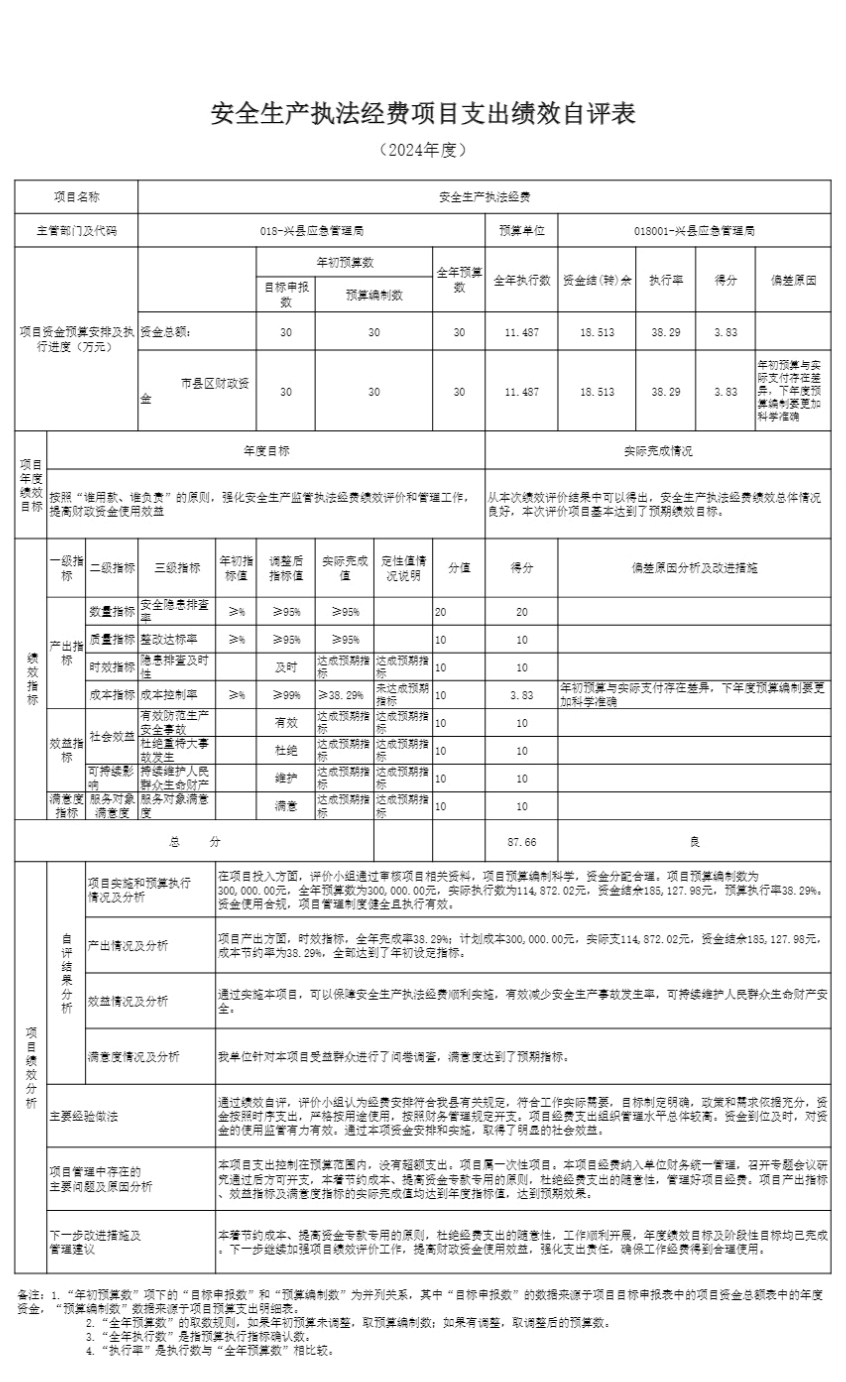 安全生产执法经费项目支出绩效自评表
（2024年度）
项目名称 安全生产执法经费
主管部门及代码 018-兴县应急管理局 预算单位 018001-兴县应急管理局
项目资金预算安排及执
行进度（万元）
年初预算数
目标申报
数
预算编制数
全年预算
数
全年执行数 资金结(转)余 执行率 得分 偏差原因
资金总额： 30 30 30 11.487 18.513 38.29 3.83
市县区财政资
金
30 30 30 11.487 18.513 38.29 3.83
年初预算与实
际支付存在差
异，下年度预
算编制要更加
科学准确
项目
年度
绩效
目标
年度目标 实际完成情况
按照“谁用款、谁负责”的原则，强化安全生产监管执法经费绩效评价和管理工作，
提高财政资金使用效益
从本次绩效评价结果中可以得出，安全生产执法经费绩效总体情况
良好，本次评价项目基本达到了预期绩效目标。
绩
效
指
标
一级指
标
二级指标 三级指标
年初指
标值
调整后
指标值
实际完成
值
定性值情
况说明
分值 得分 偏差原因分析及改进措施
产出指
标
数量指标
安全隐患排查
率
≥% ≥95% ≥95% 20 20
质量指标 整改达标率 ≥% ≥95% ≥95% 10 10
时效指标
隐患排查及时
性
及时
达成预期指
标
达成预期指
标
10 10
成本指标 成本控制率 ≥% ≥99% ≥38.29%
未达成预期
指标
10 3.83
年初预算与实际支付存在差异，下年度预算编制要更
加科学准确
效益指
标
社会效益
有效防范生产
安全事故
有效
达成预期指
标
达成预期指
标
10 10
杜绝重特大事
故发生
杜绝
达成预期指
标
达成预期指
标
10 10
可持续影
响
持续维护人民
群众生命财产
维护
达成预期指
标
达成预期指
标
10 10
满意度
指标
服务对象
满意度
服务对象满意
度
满意
达成预期指
标
达成预期指
标
10 10
总 分 87.66 良
项
目
绩
效
分
析
自
评
结
果
分
析
项目实施和预算执行
情况及分析
在项目投入方面，评价小组通过审核项目相关资料，项目预算编制科学，资金分配合理。项目预算编制数为
300,000.00元，全年预算数为300,000.00元，实际执行数为114,872.02元，资金结余185,127.98元，预算执行率38.29%。
资金使用合规，项目管理制度健全且执行有效。
产出情况及分析
项目产出方面，时效指标，全年完成率38.29%；计划成本300,000.00元，实际支114,872.02元，资金结余185,127.98元，
成本节约率为38.29%，全部达到了年初设定指标。
效益情况及分析
通过实施本项目，可以保障安全生产执法经费顺利实施，有效减少安全生产事故发生率，可持续维护人民群众生命财产安
全。
满意度情况及分析
我单位针对本项目受益群众进行了问卷调查，满意度达到了预期指标。
主要经验做法
通过绩效自评，评价小组认为经费安排符合我县有关规定，符合工作实际需要，目标制定明确，政策和需求依据充分，资
金按照时序支出，严格按用途使用，按照财务管理规定开支。项目经费支出组织管理水平总体较高。资金到位及时，对资
金的使用监管有力有效。通过本项资金安排和实施，取得了明显的社会效益。
项目管理中存在的
主要问题及原因分析
本项目支出控制在预算范围内，没有超额支出。项目属一次性项目。本项目经费纳入单位财务统一管理，召开专题会议研
究通过后方可开支，本着节约成本、提高资金专款专用的原则，杜绝经费支出的随意性，管理好项目经费。项目产出指标
、效益指标及满意度指标的实际完成值均达到年度指标值，达到预期效果。
下一步改进措施及
管理建议
本着节约成本、提高资金专款专用的原则，杜绝经费支出的随意性，工作顺利开展，年度绩效目标及阶段性目标均已完成
。下一步继续加强项目绩效评价工作，提高财政资金使用效益，强化支出责任，确保工作经费得到合理使用。
备注：1.“年初预算数”项下的“目标申报数”和“预算编制数”为并列关系，其中“目标申报数”的数据来源于项目目标申报表中的项目资金总额表中的年度
资金，“预算编制数”数据来源于项目预算支出明细表。
2.“全年预算数”的取数规则，如果年初预算未调整，取预算编制数；如果有调整，取调整后的预算数。
3.“全年执行数”是指预算执行指标确认数。
4.“执行率”是执行数与“全年预算数”相比较。